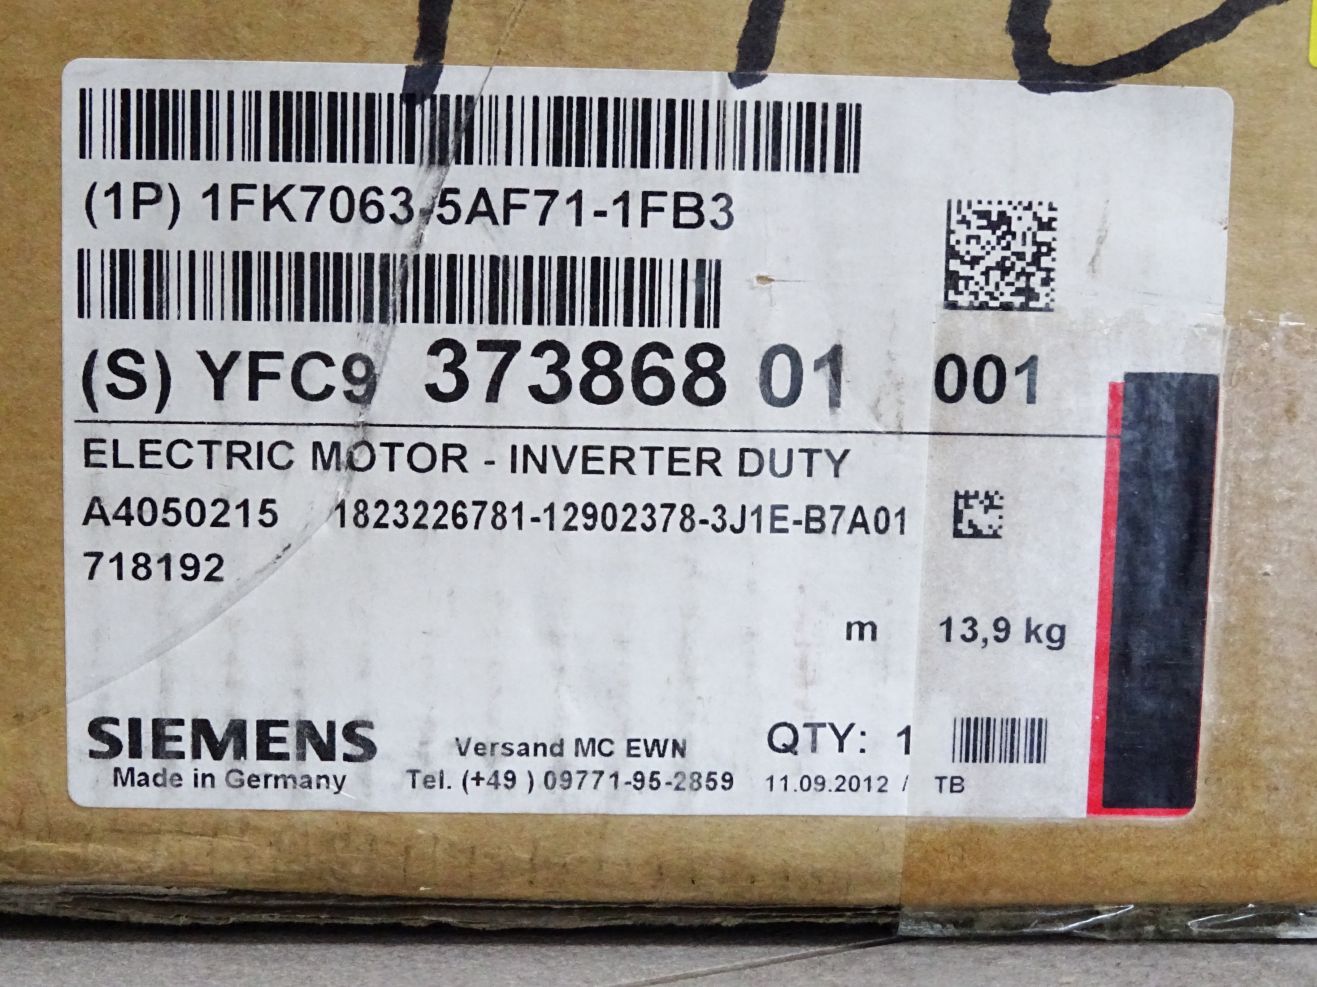 (1P) 1FK7063-5AF71-1FB3
(S) YFC9 373868 01 001
ELECTRIC MOTOR - INVERTER DUTY
A4050215 1823226781-12902378-3J1E-B7A01
718192
m 13,9 kg
SIEMENS Versand MC EWN QTY: 1
Made in Germany Tel. (+49 ) 09771-95-2859 11.09.2012 / TB